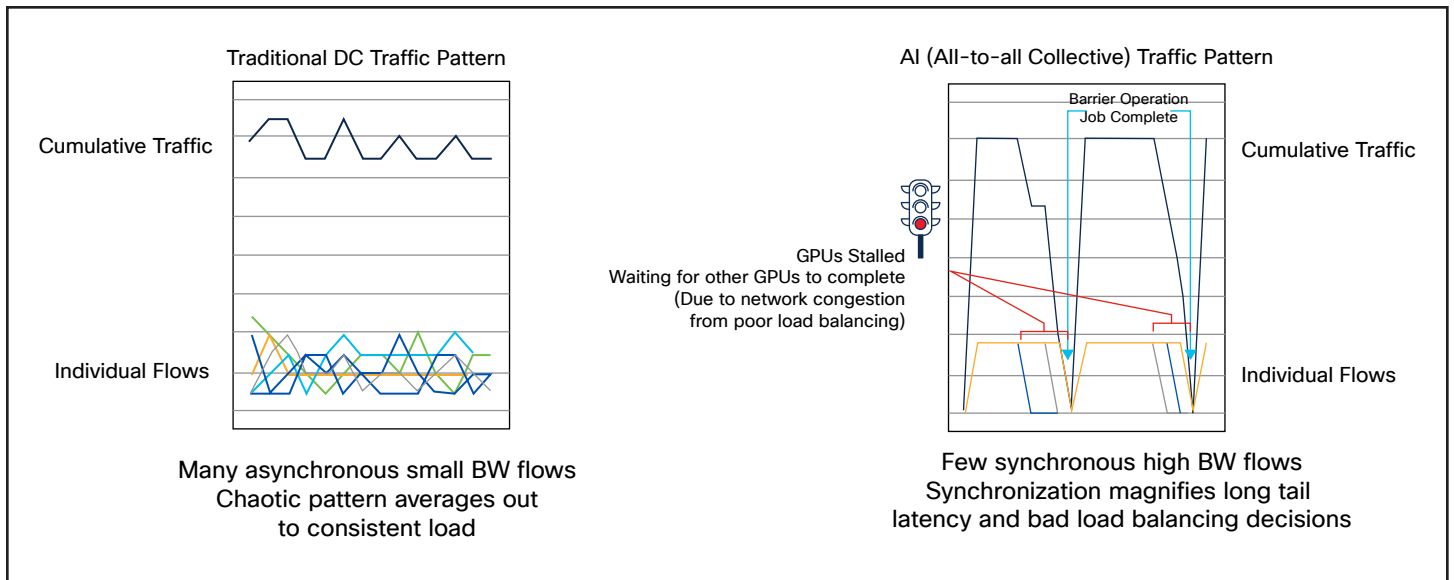 Traditional DC Traffic Pattern
Cumulative Traffic
Individual Flows
Many asynchronous small BW flows
Chaotic pattern averages out
to consistent load
AI (All-to-all Collective) Traffic Pattern
Barrier Operation
Job Complete
Cumulative Traffic
GPUs Stalled
Waiting for other GPUs to complete
(Due to network congestion
from poor load balancing)
Individual Flows
Few synchronous high BW flows
Synchronization magnifies long tail
latency and bad load balancing decisions